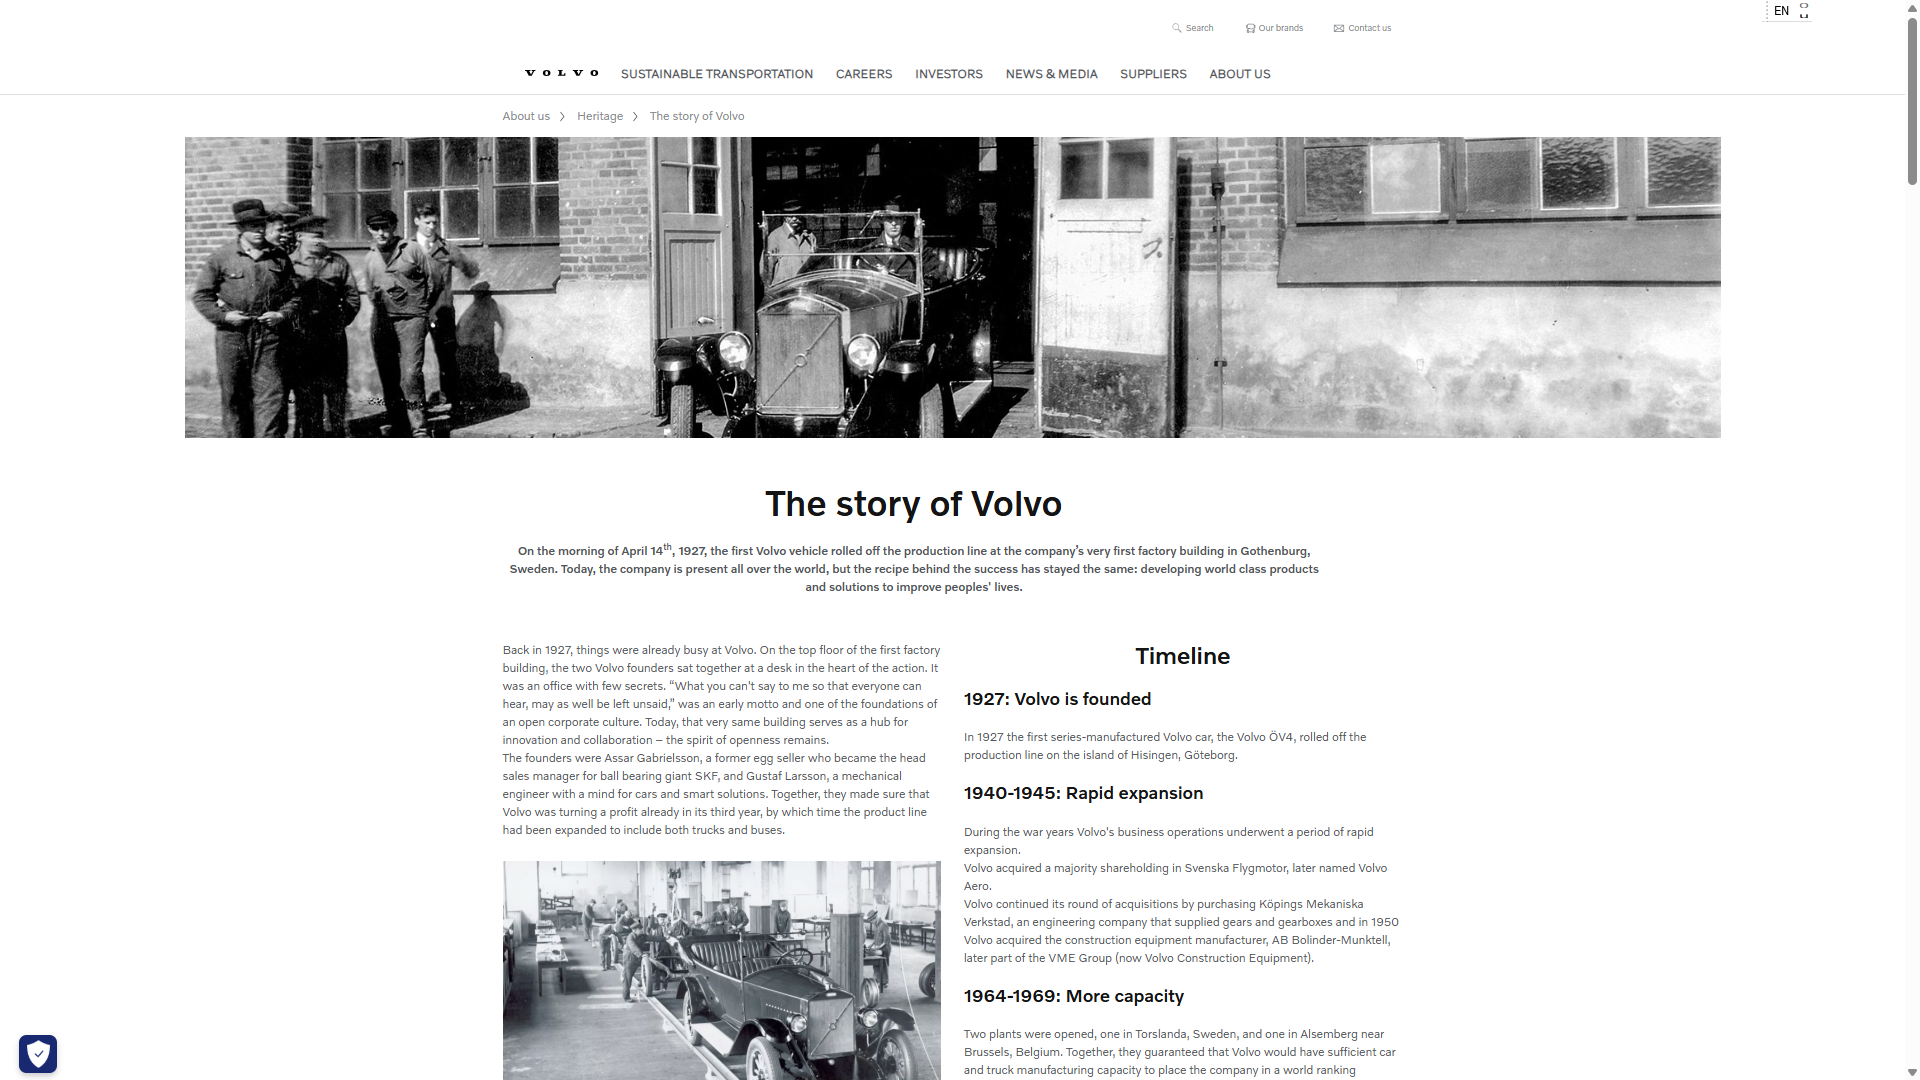 EN
Search
Our brands
Contact us
VOLVO
SUSTAINABLE TRANSPORTATION
CAREERS
INVESTORS
NEWS & MEDIA
SUPPLIERS
ABOUT US
About us
Heritage
The story of Volvo
The story of Volvo
On the morning of April 14th, 1927, the first Volvo vehicle rolled off the production line at the company’s very first factory building in Gothenburg,
Sweden. Today, the company is present all over the world, but the recipe behind the success has stayed the same: developing world class products
and solutions to improve peoples' lives.
Back in 1927, things were already busy at Volvo. On the top floor of the first factory
building, the two Volvo founders sat together at a desk in the heart of the action. It
was an office with few secrets. “What you can’t say to me so that everyone can
hear, may as well be left unsaid,” was an early motto and one of the foundations of
an open corporate culture. Today, that very same building serves as a hub for
innovation and collaboration – the spirit of openness remains.
The founders were Assar Gabrielsson, a former egg seller who became the head
sales manager for ball bearing giant SKF, and Gustaf Larsson, a mechanical
engineer with a mind for cars and smart solutions. Together, they made sure that
Volvo was turning a profit already in its third year, by which time the product line
had been expanded to include both trucks and buses.
Timeline
1927: Volvo is founded
In 1927 the first series-manufactured Volvo car, the Volvo ÖV4, rolled off the
production line on the island of Hisingen, Göteborg.
1940-1945: Rapid expansion
During the war years Volvo's business operations underwent a period of rapid
expansion.
Volvo acquired a majority shareholding in Svenska Flygmotor, later named Volvo
Aero.
Volvo continued its round of acquisitions by purchasing Köpings Mekaniska
Verkstad, an engineering company that supplied gears and gearboxes and in 1950
Volvo acquired the construction equipment manufacturer, AB Bolinder-Munktell,
later part of the VME Group (now Volvo Construction Equipment).
1964-1969: More capacity
Two plants were opened, one in Torslanda, Sweden, and one in Alsemberg near
Brussels, Belgium. Together, they guaranteed that Volvo would have sufficient car
and truck manufacturing capacity to place the company in a world ranking